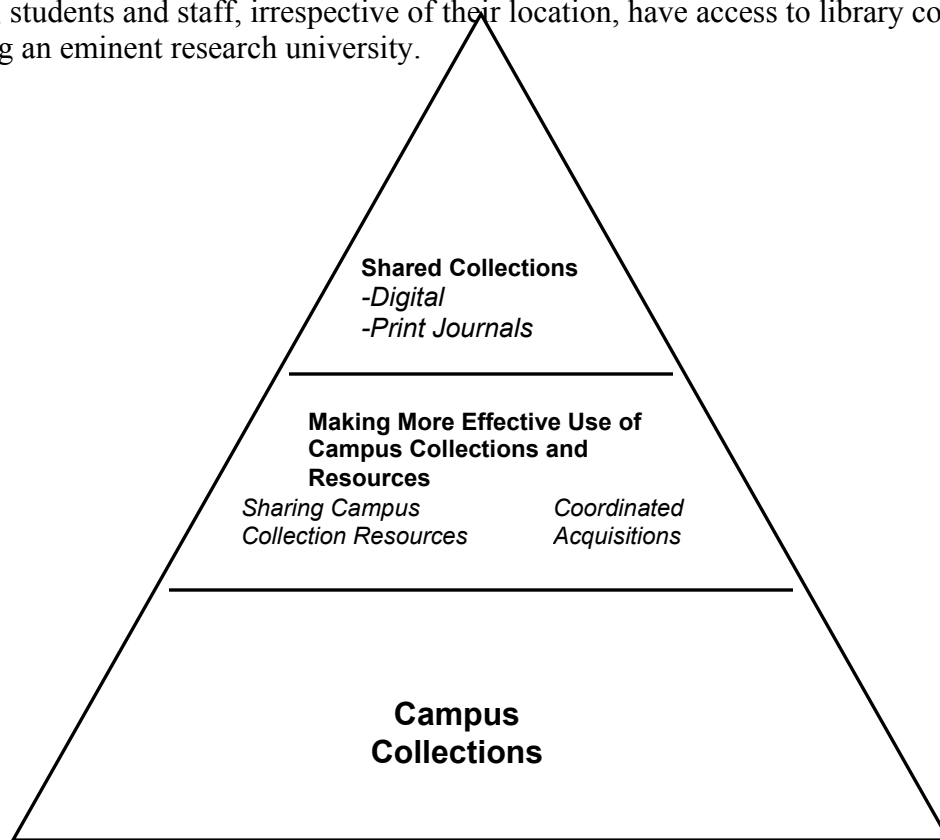 students and staff, irrespective of their location, have access to library co
g an eminent research university.
Shared Collections
-Digital
-Print Journals
Making More Effective Use of
Campus Collections and
Resources
Sharing Campus Coordinated
Collection Resources Acquisitions
Campus
Collections